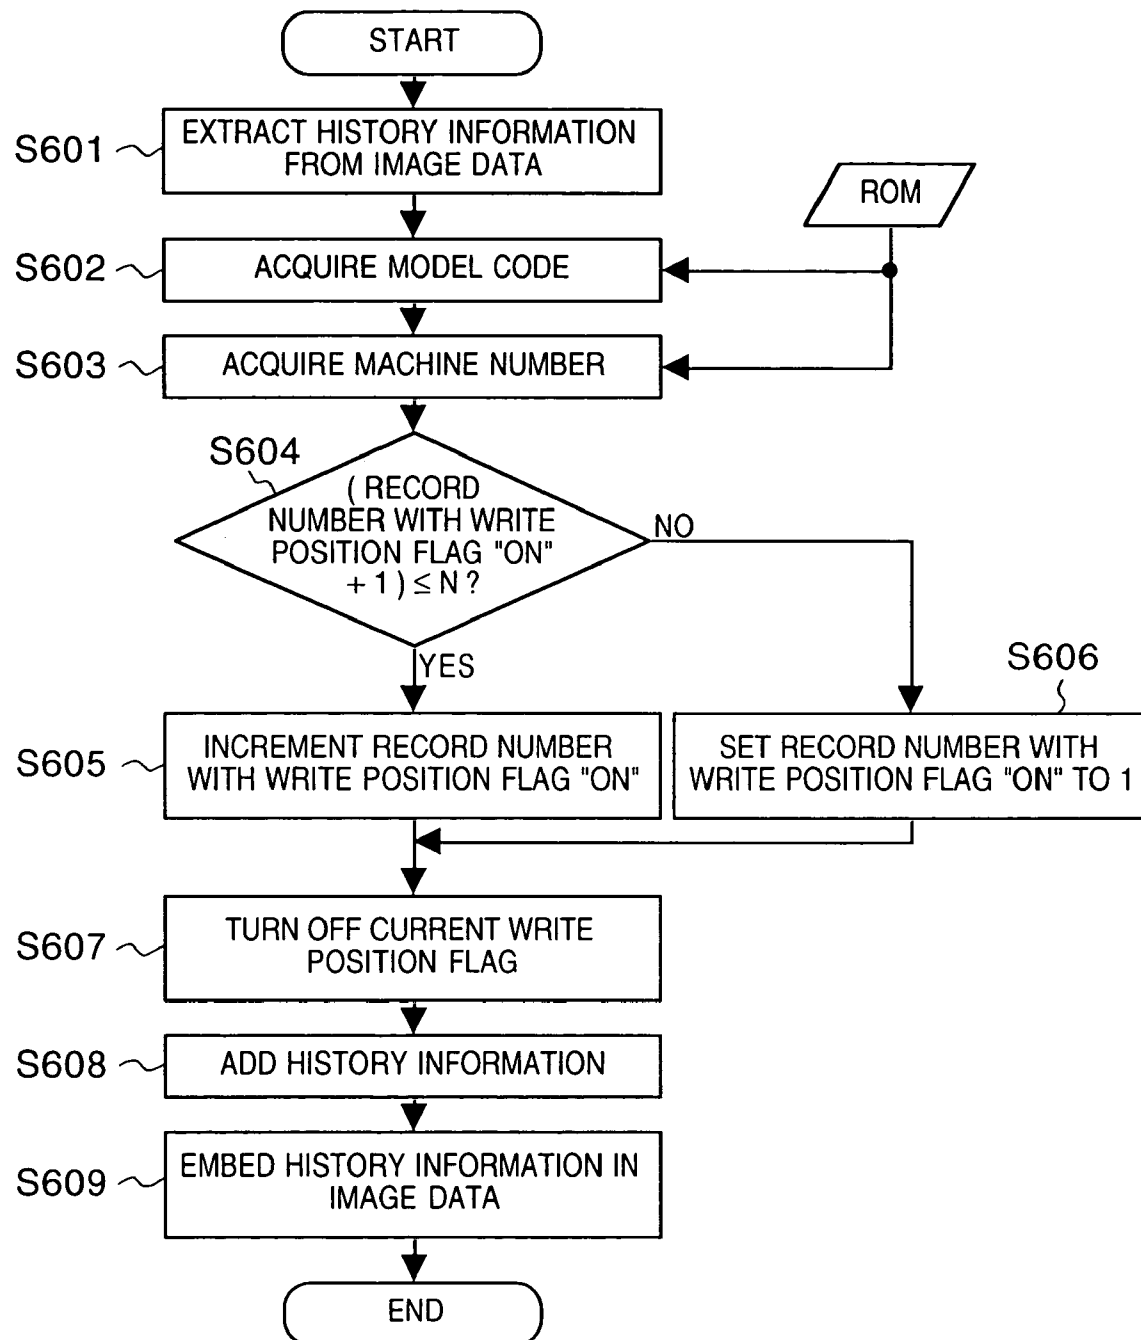 START
S601
EXTRACT HISTORY INFORMATION
FROM IMAGE DATA
ROM
S602
ACQUIRE MODEL CODE
S603
ACQUIRE MACHINE NUMBER
S604
( RECORD
NUMBER WITH WRITE
POSITION FLAG "ON"
+ 1 ) ≤ N ?
NO
YES
S606
S605
INCREMENT RECORD NUMBER
WITH WRITE POSITION FLAG "ON"
SET RECORD NUMBER WITH
WRITE POSITION FLAG "ON" TO 1
S607
TURN OFF CURRENT WRITE
POSITION FLAG
S608
ADD HISTORY INFORMATION
S609
EMBED HISTORY INFORMATION IN
IMAGE DATA
END